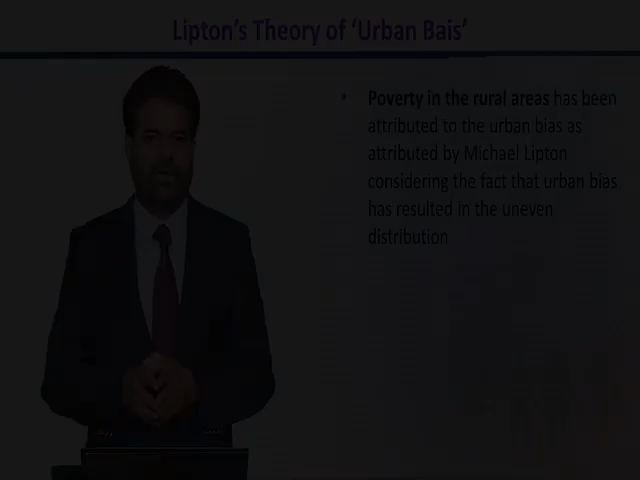 Lipton's Theory of ‘Urban Bais’
• Poverty in the rural areas has been
attributed to the urban bias as
attributed by Michael Lipton
considering the fact that urban bias
has resulted in the uneven
distribution